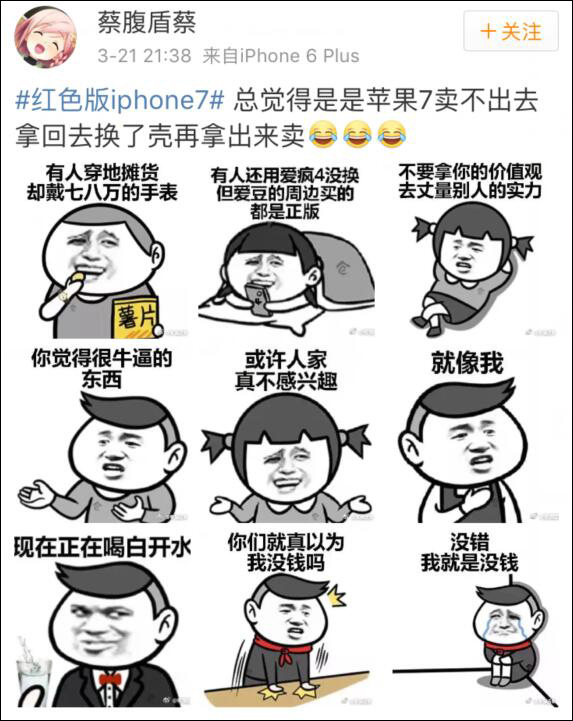 蔡腹盾蔡
3-21 21:38 来自iPhone 6 Plus
+关注
#红色版iphone7# 总觉得是是苹果7卖不出去
拿回去换了壳再拿出来卖😂😂😂
有人穿地摊货
却戴七八万的手表
薯片
有人还用爱疯4没换
但爱豆的周边买的
都是正版
不要拿你的价值观
去丈量别人的实力
你觉得很牛逼的
东西
或许人家
真不感兴趣
就像我
现在正在喝白开水
你们就真以为
我没钱吗
没错
我就是没钱